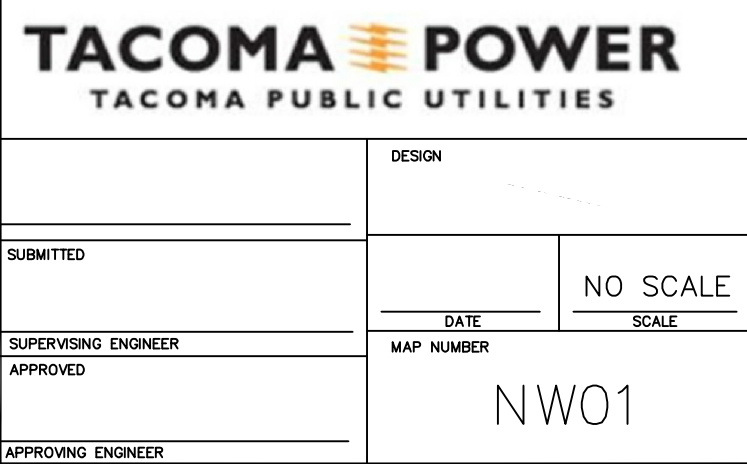 TACOMA POWER
TACOMA PUBLIC UTILITIES
DESIGN
SUBMITTED
SUPERVISING ENGINEER
APPROVED
APPROVING ENGINEER
DATE
NO SCALE
SCALE
MAP NUMBER
NW01